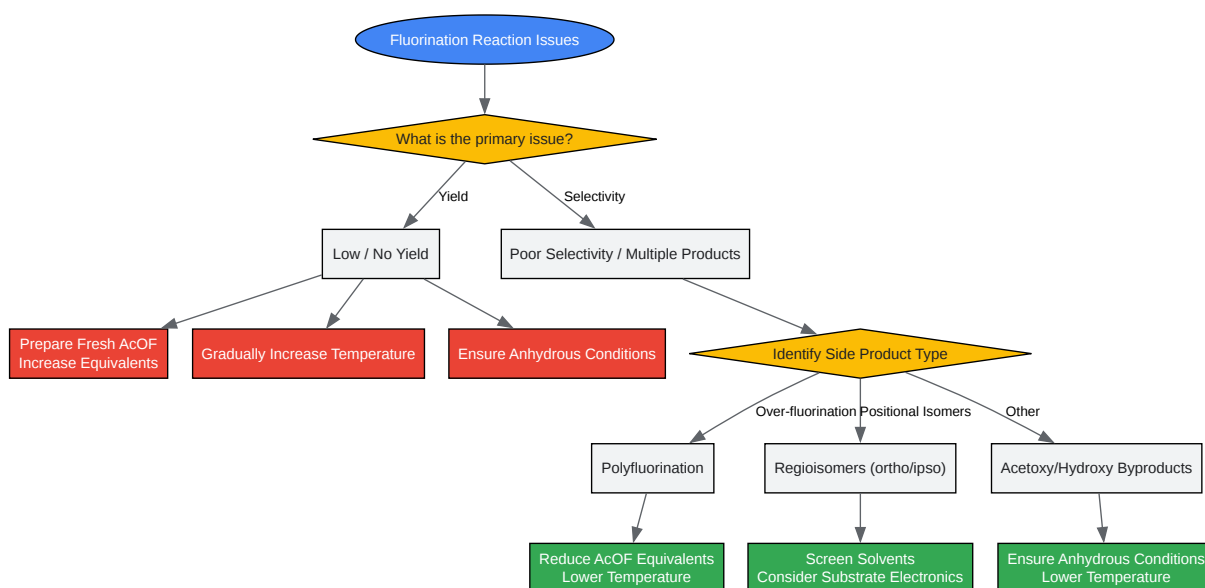 Fluorination Reaction Issues
What is the primary issue?
Yield
Selectivity
Low / No Yield
Poor Selectivity / Multiple Products
Prepare Fresh AcOF
Increase Equivalents
Gradually Increase Temperature
Ensure Anhydrous Conditions
Identify Side Product Type
Over-fluorination
Positional Isomers
Other
Polyfluorination
Regioisomers (ortho/ipso)
Acetoxy/Hydroxy Byproducts
Reduce AcOF Equivalents
Lower Temperature
Screen Solvents
Consider Substrate Electronics
Ensure Anhydrous Conditions
Lower Temperature